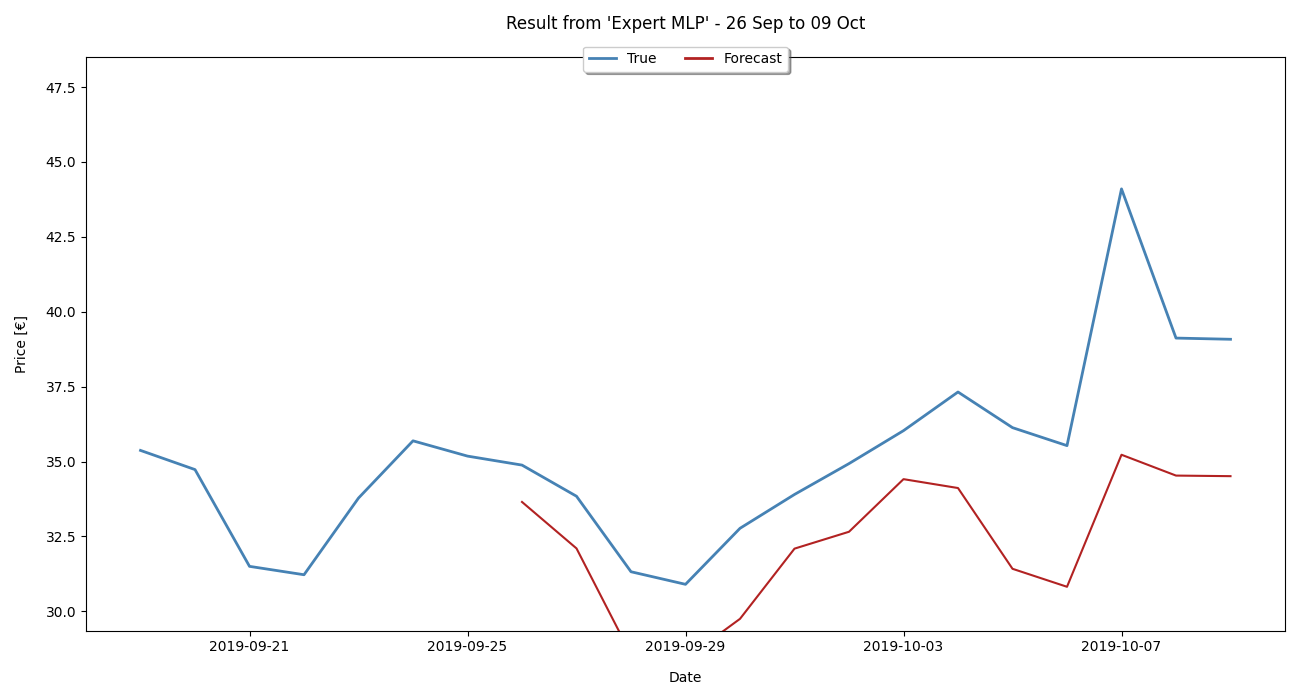 Result from 'Expert MLP' - 26 Sep to 09 Oct
True
Forecast
47.5
45.0
42.5
40.0
37.5
35.0
32.5
30.0
Price [€]
2019-09-21
2019-09-25
2019-09-29
2019-10-03
2019-10-07
Date